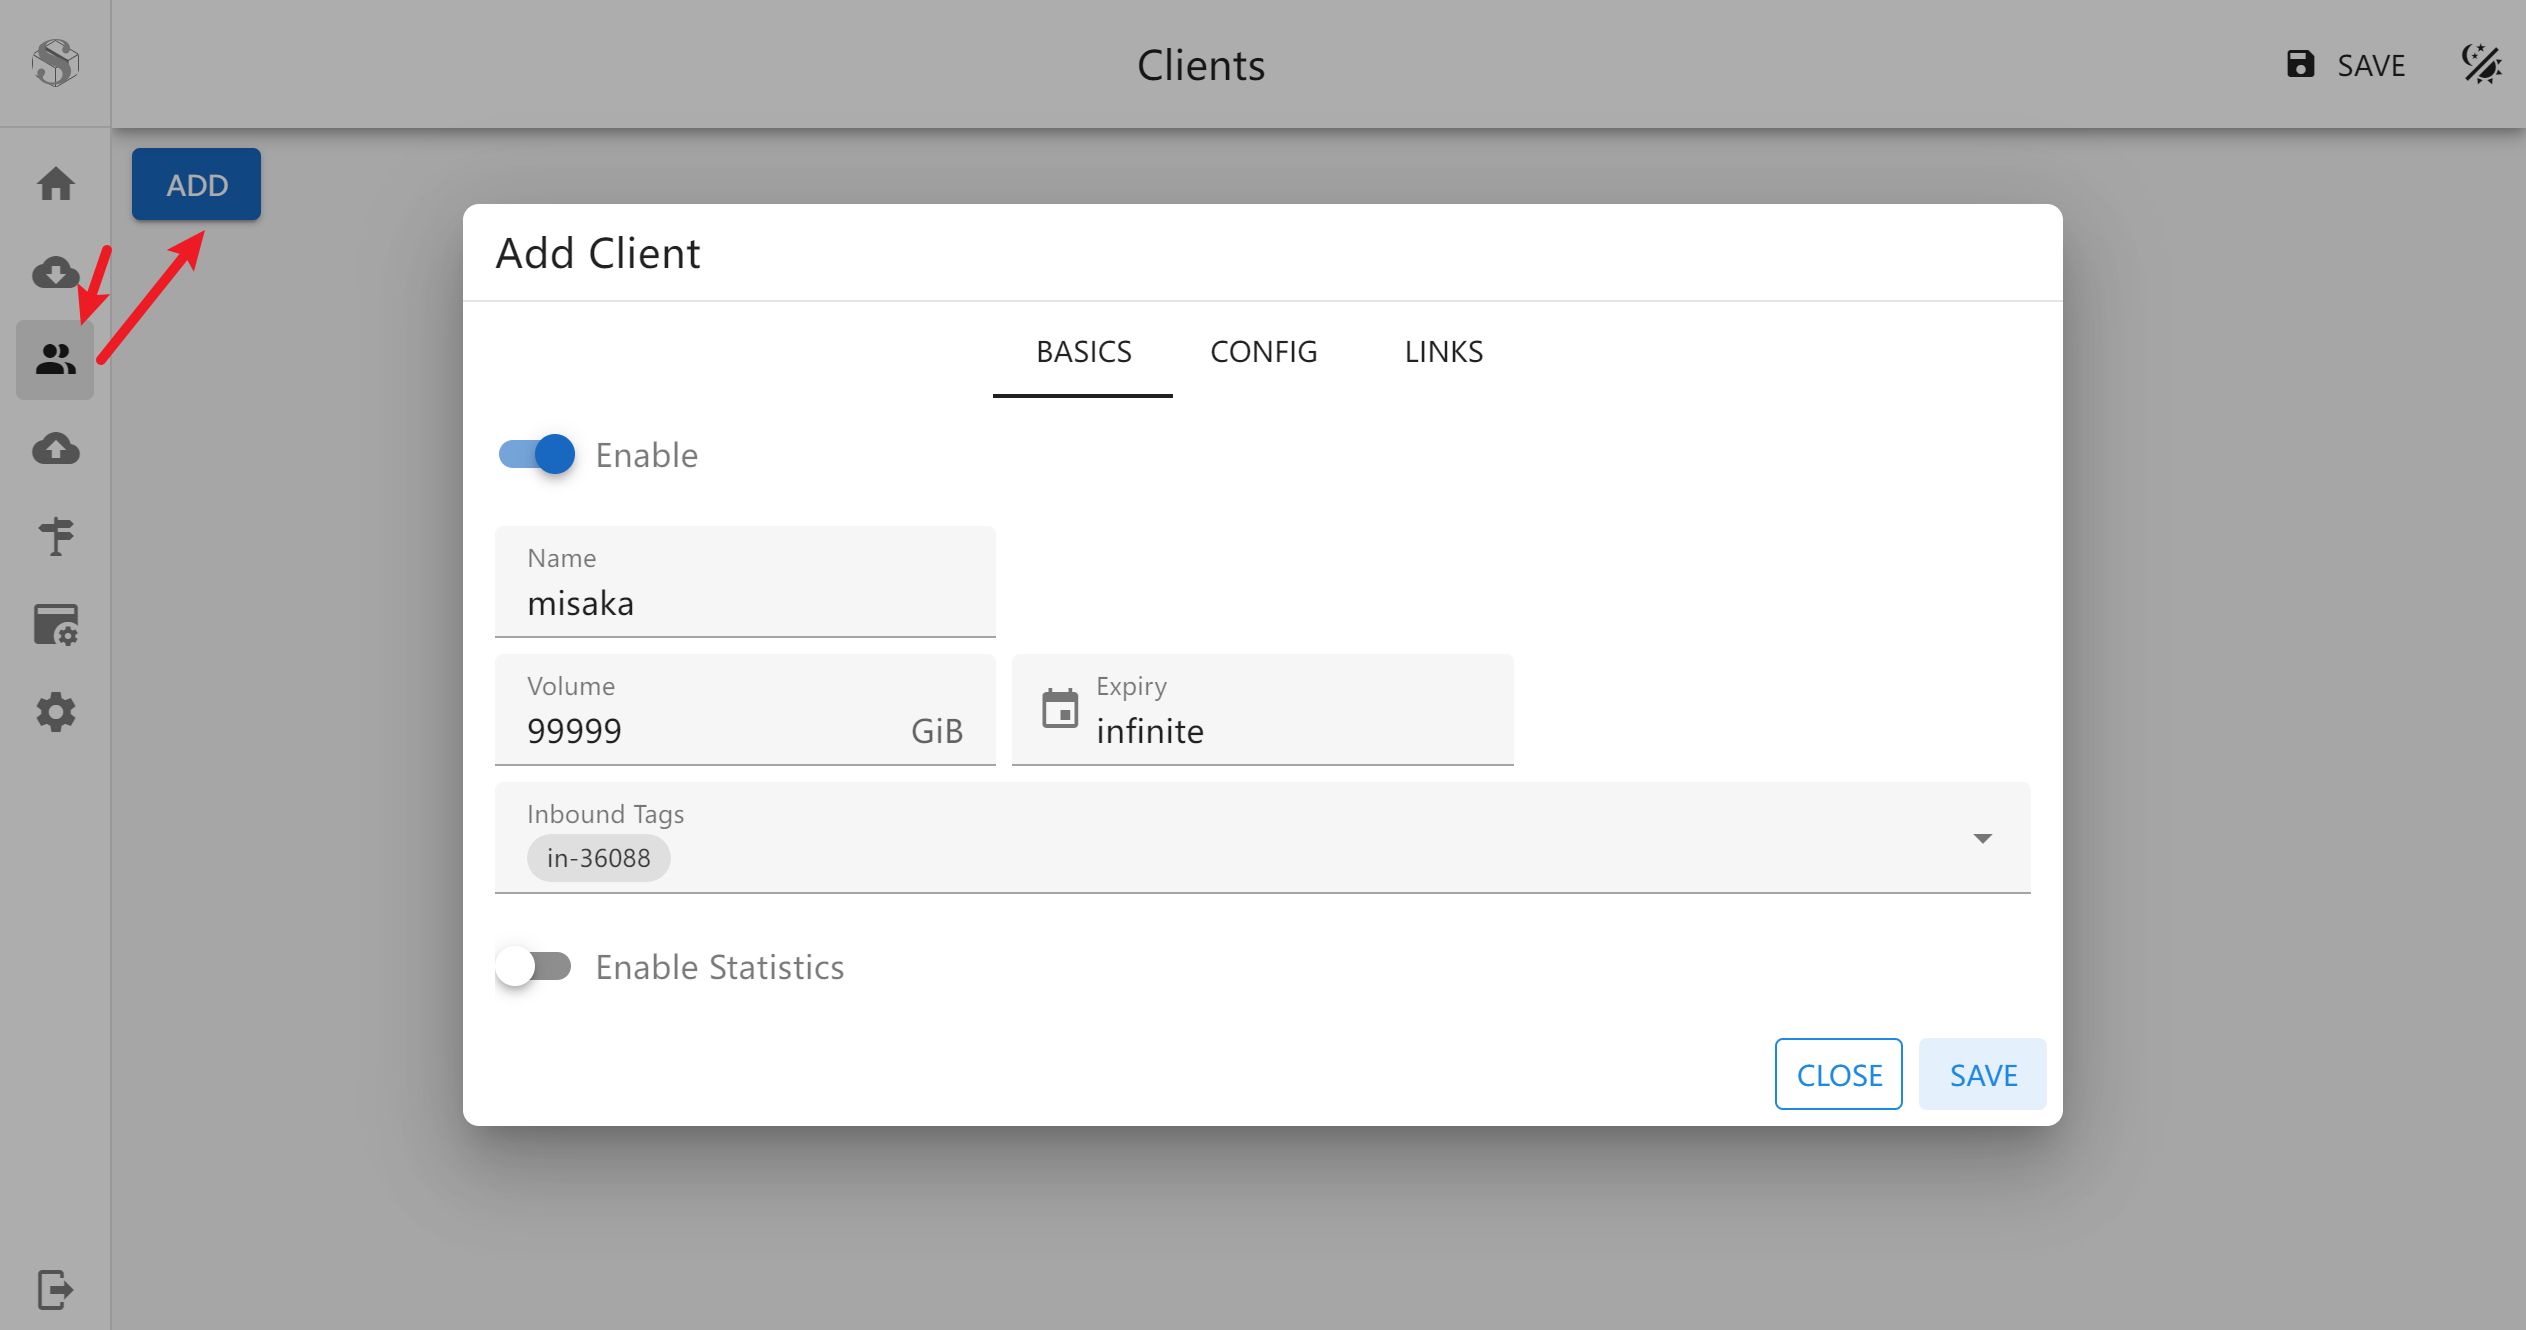 Clients
SAVE
ADD
Add Client
BASICS
CONFIG
LINKS
Enable
Name
misaka
Volume
99999
GiB
Expiry
infinite
Inbound Tags
in-36088
Enable Statistics
CLOSE
SAVE